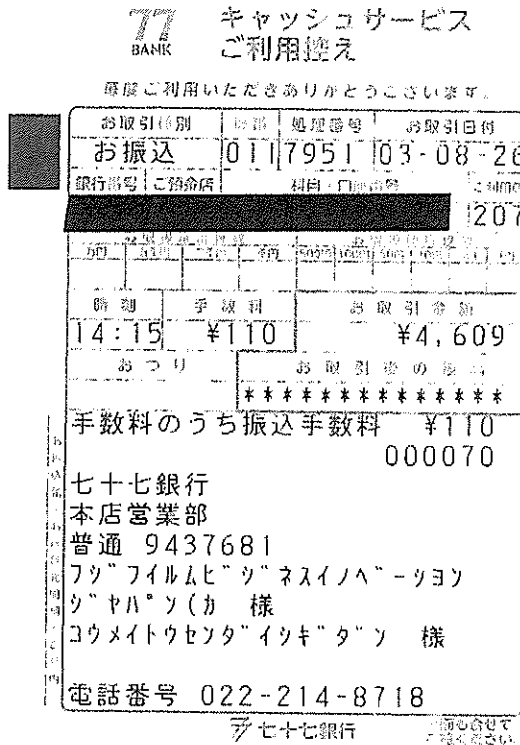 77 BANK
キャッシュサービス
ご利用控え
毎度ご利用いただきありがとうございます。
お取引種別 処理番号 お取引日付
お振込 011 7951 03-08-26
銀行番号 ご預金店 科目・口座番号
207
時刻 手数料 お取引金額
14:15 ¥110 ¥4,609
おつり お取引後の残高
**************
手数料のうち振込手数料 ¥110
000070
七十七銀行
本店営業部
普通 9437681
フジフイルムビジネスイノベーシヨン
ジヤパン(カ 様
コウメイトウセンダイシギダン 様
電話番号 022-214-8718
七十七銀行